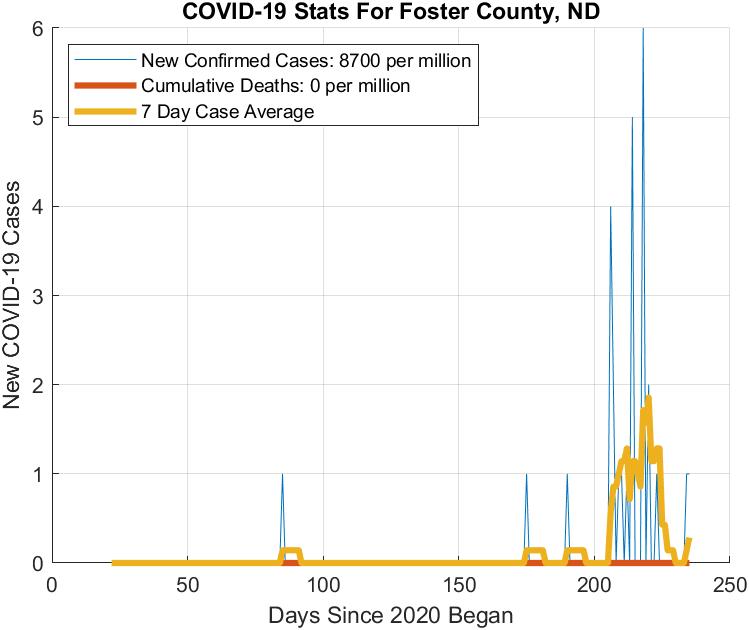 COVID-19 Stats For Foster County, ND
New Confirmed Cases: 8700 per million
Cumulative Deaths: 0 per million
7 Day Case Average
New COVID-19 Cases
6
5
4
3
2
1
0
0 50 100 150 200 250
Days Since 2020 Began